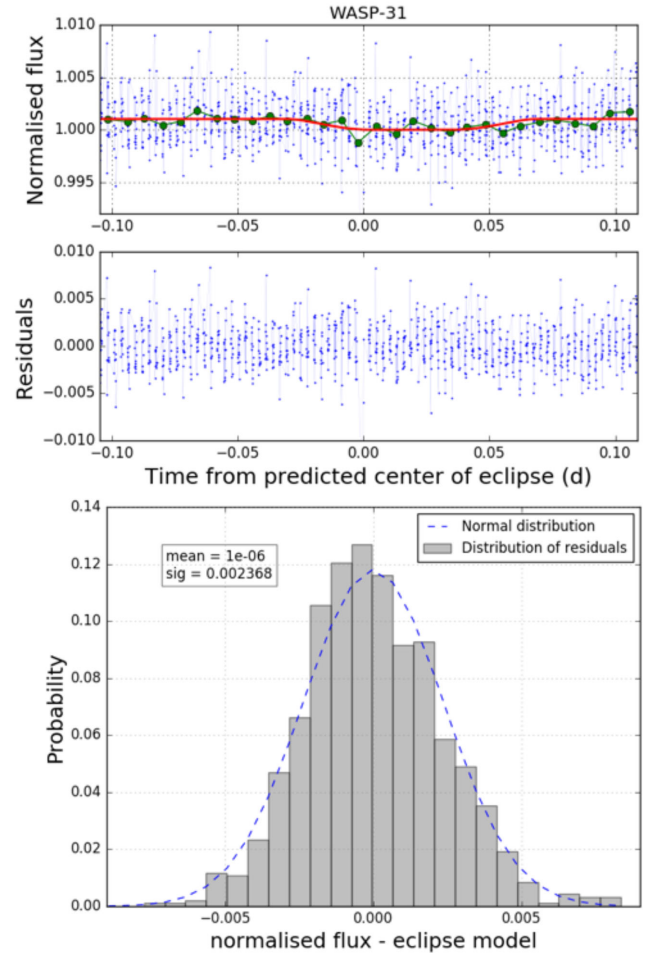 WASP-31
1.010
1.005
1.000
0.995
Normalised flux
−0.10 −0.05 0.00 0.05 0.10
0.010
0.005
0.000
−0.005
−0.010
Residuals
−0.10 −0.05 0.00 0.05 0.10
Time from predicted center of eclipse (d)
0.14
0.12
0.10
0.08
0.06
0.04
0.02
0.00
Probability
mean = 1e-06
sig = 0.002368
Normal distribution
Distribution of residuals
−0.005 0.000 0.005
normalised flux - eclipse model